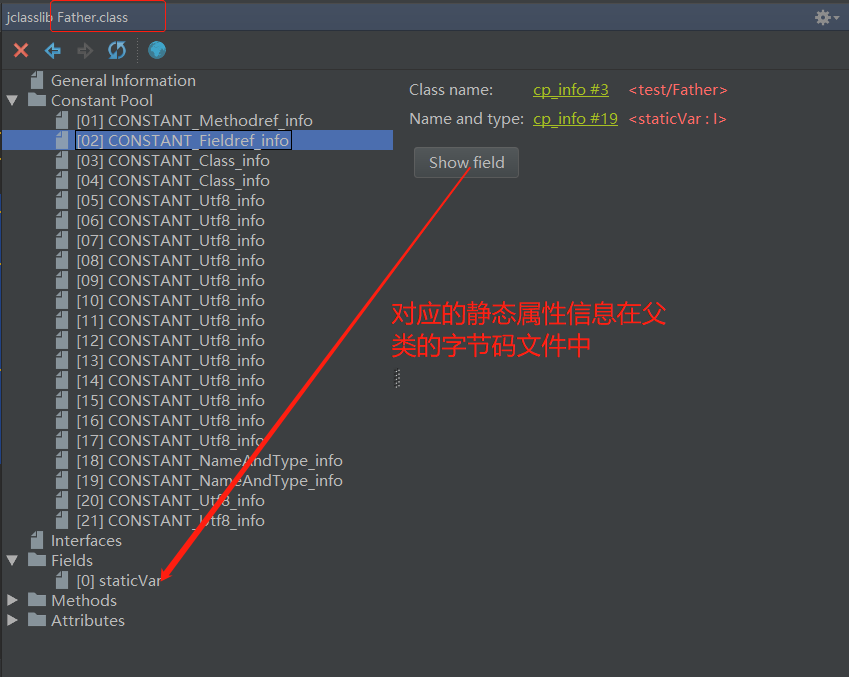 jclasslib Father.class
General Information
Constant Pool
[01] CONSTANT_Methodref_info
[02] CONSTANT_Fieldref_info
[03] CONSTANT_Class_info
[04] CONSTANT_Class_info
[05] CONSTANT_Utf8_info
[06] CONSTANT_Utf8_info
[07] CONSTANT_Utf8_info
[08] CONSTANT_Utf8_info
[09] CONSTANT_Utf8_info
[10] CONSTANT_Utf8_info
[11] CONSTANT_Utf8_info
[12] CONSTANT_Utf8_info
[13] CONSTANT_Utf8_info
[14] CONSTANT_Utf8_info
[15] CONSTANT_Utf8_info
[16] CONSTANT_Utf8_info
[17] CONSTANT_Utf8_info
[18] CONSTANT_NameAndType_info
[19] CONSTANT_NameAndType_info
[20] CONSTANT_Utf8_info
[21] CONSTANT_Utf8_info
Interfaces
Fields
[0] staticVar
Methods
Attributes
Class name: cp_info #3 <test/Father>
Name and type: cp_info #19 <staticVar : I>
Show field
对应的静态属性信息在父
类的字节码文件中